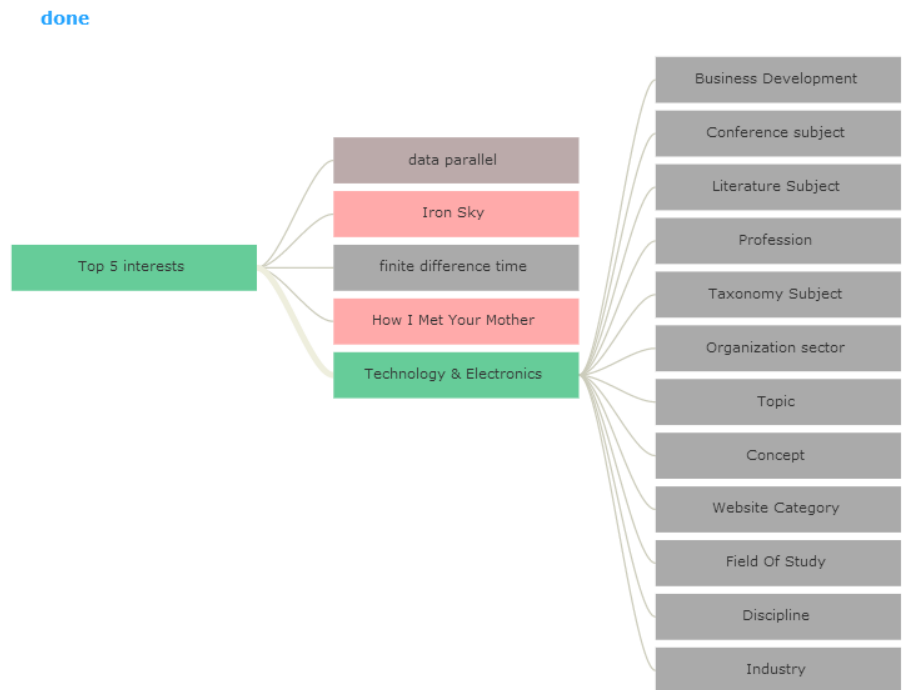 done
Top 5 interests
data parallel
Iron Sky
finite difference time
How I Met Your Mother
Technology & Electronics
Business Development
Conference subject
Literature Subject
Profession
Taxonomy Subject
Organization sector
Topic
Concept
Website Category
Field Of Study
Discipline
Industry